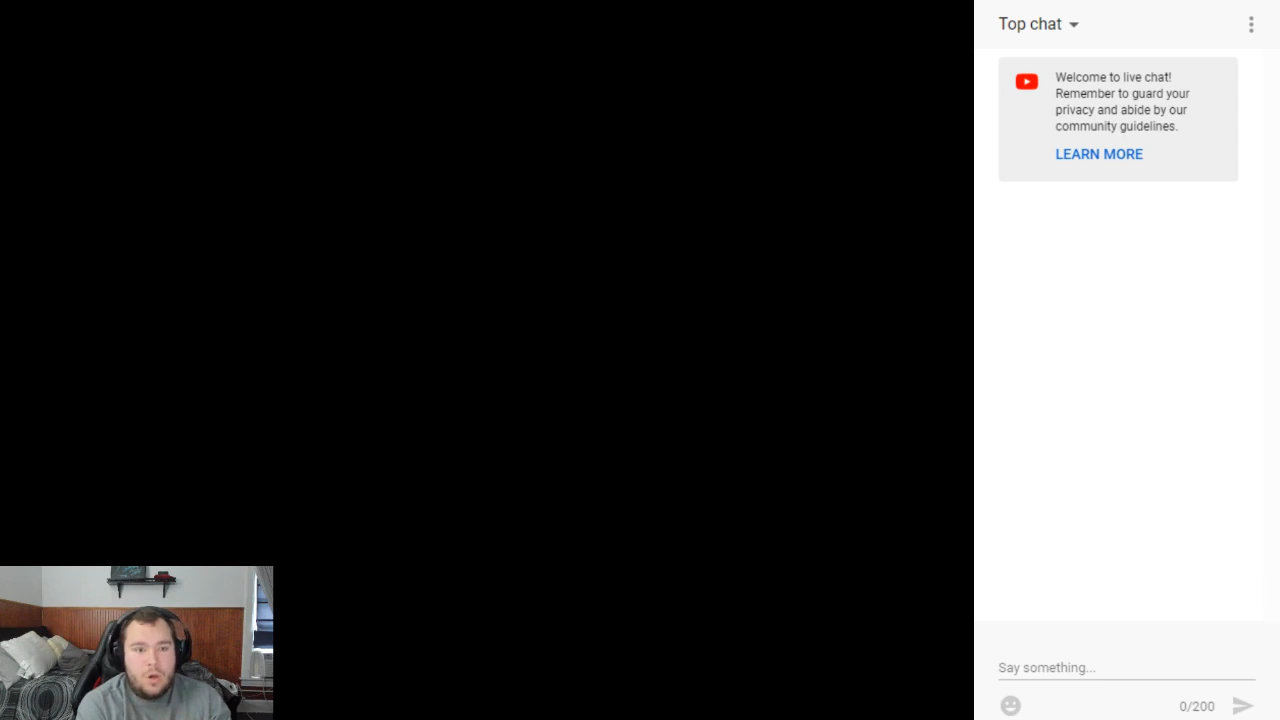 Top chat
Welcome to live chat!
Remember to guard your
privacy and abide by our
community guidelines.
LEARN MORE
Say something...
0/200